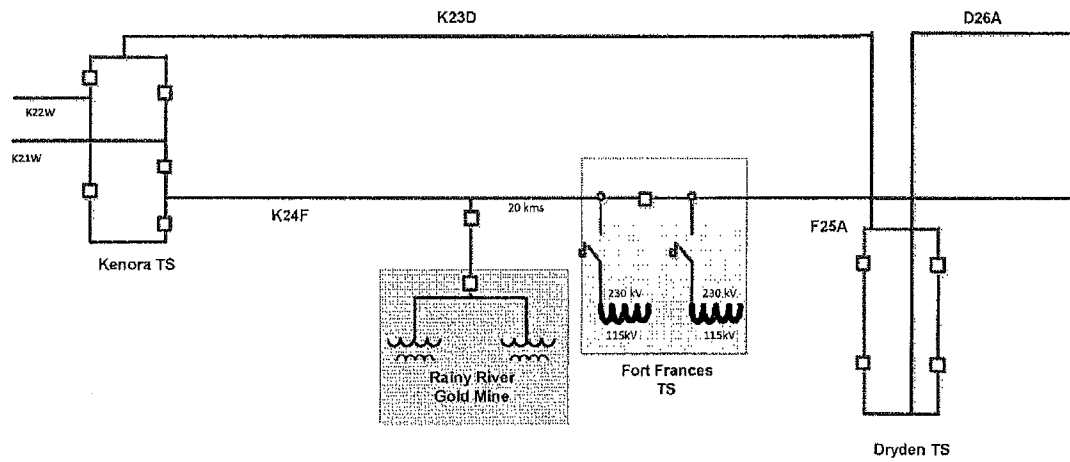 K23D
D26A
K22W
K21W
K24F
20 kms
F25A
Kenora TS
230 kV
230 kV
115kV
115kV
Rainy River
Gold Mine
Fort Frances
TS
Dryden TS